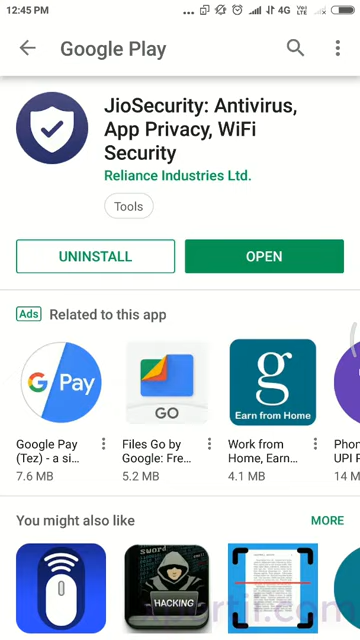 12:45 PM
4G
VoLTE
Google Play
JioSecurity: Antivirus,
App Privacy, WiFi
Security
Reliance Industries Ltd.
Tools
UNINSTALL
OPEN
Ads Related to this app
G Pay
GO
g
Earn from Home
Google Pay
(Tez) - a si...
7.6 MB
Files Go by
Google: Fre...
5.2 MB
Work from
Home, Earn...
4.1 MB
Phon
UPI P
14 M
You might also like
MORE
sword
HACKING